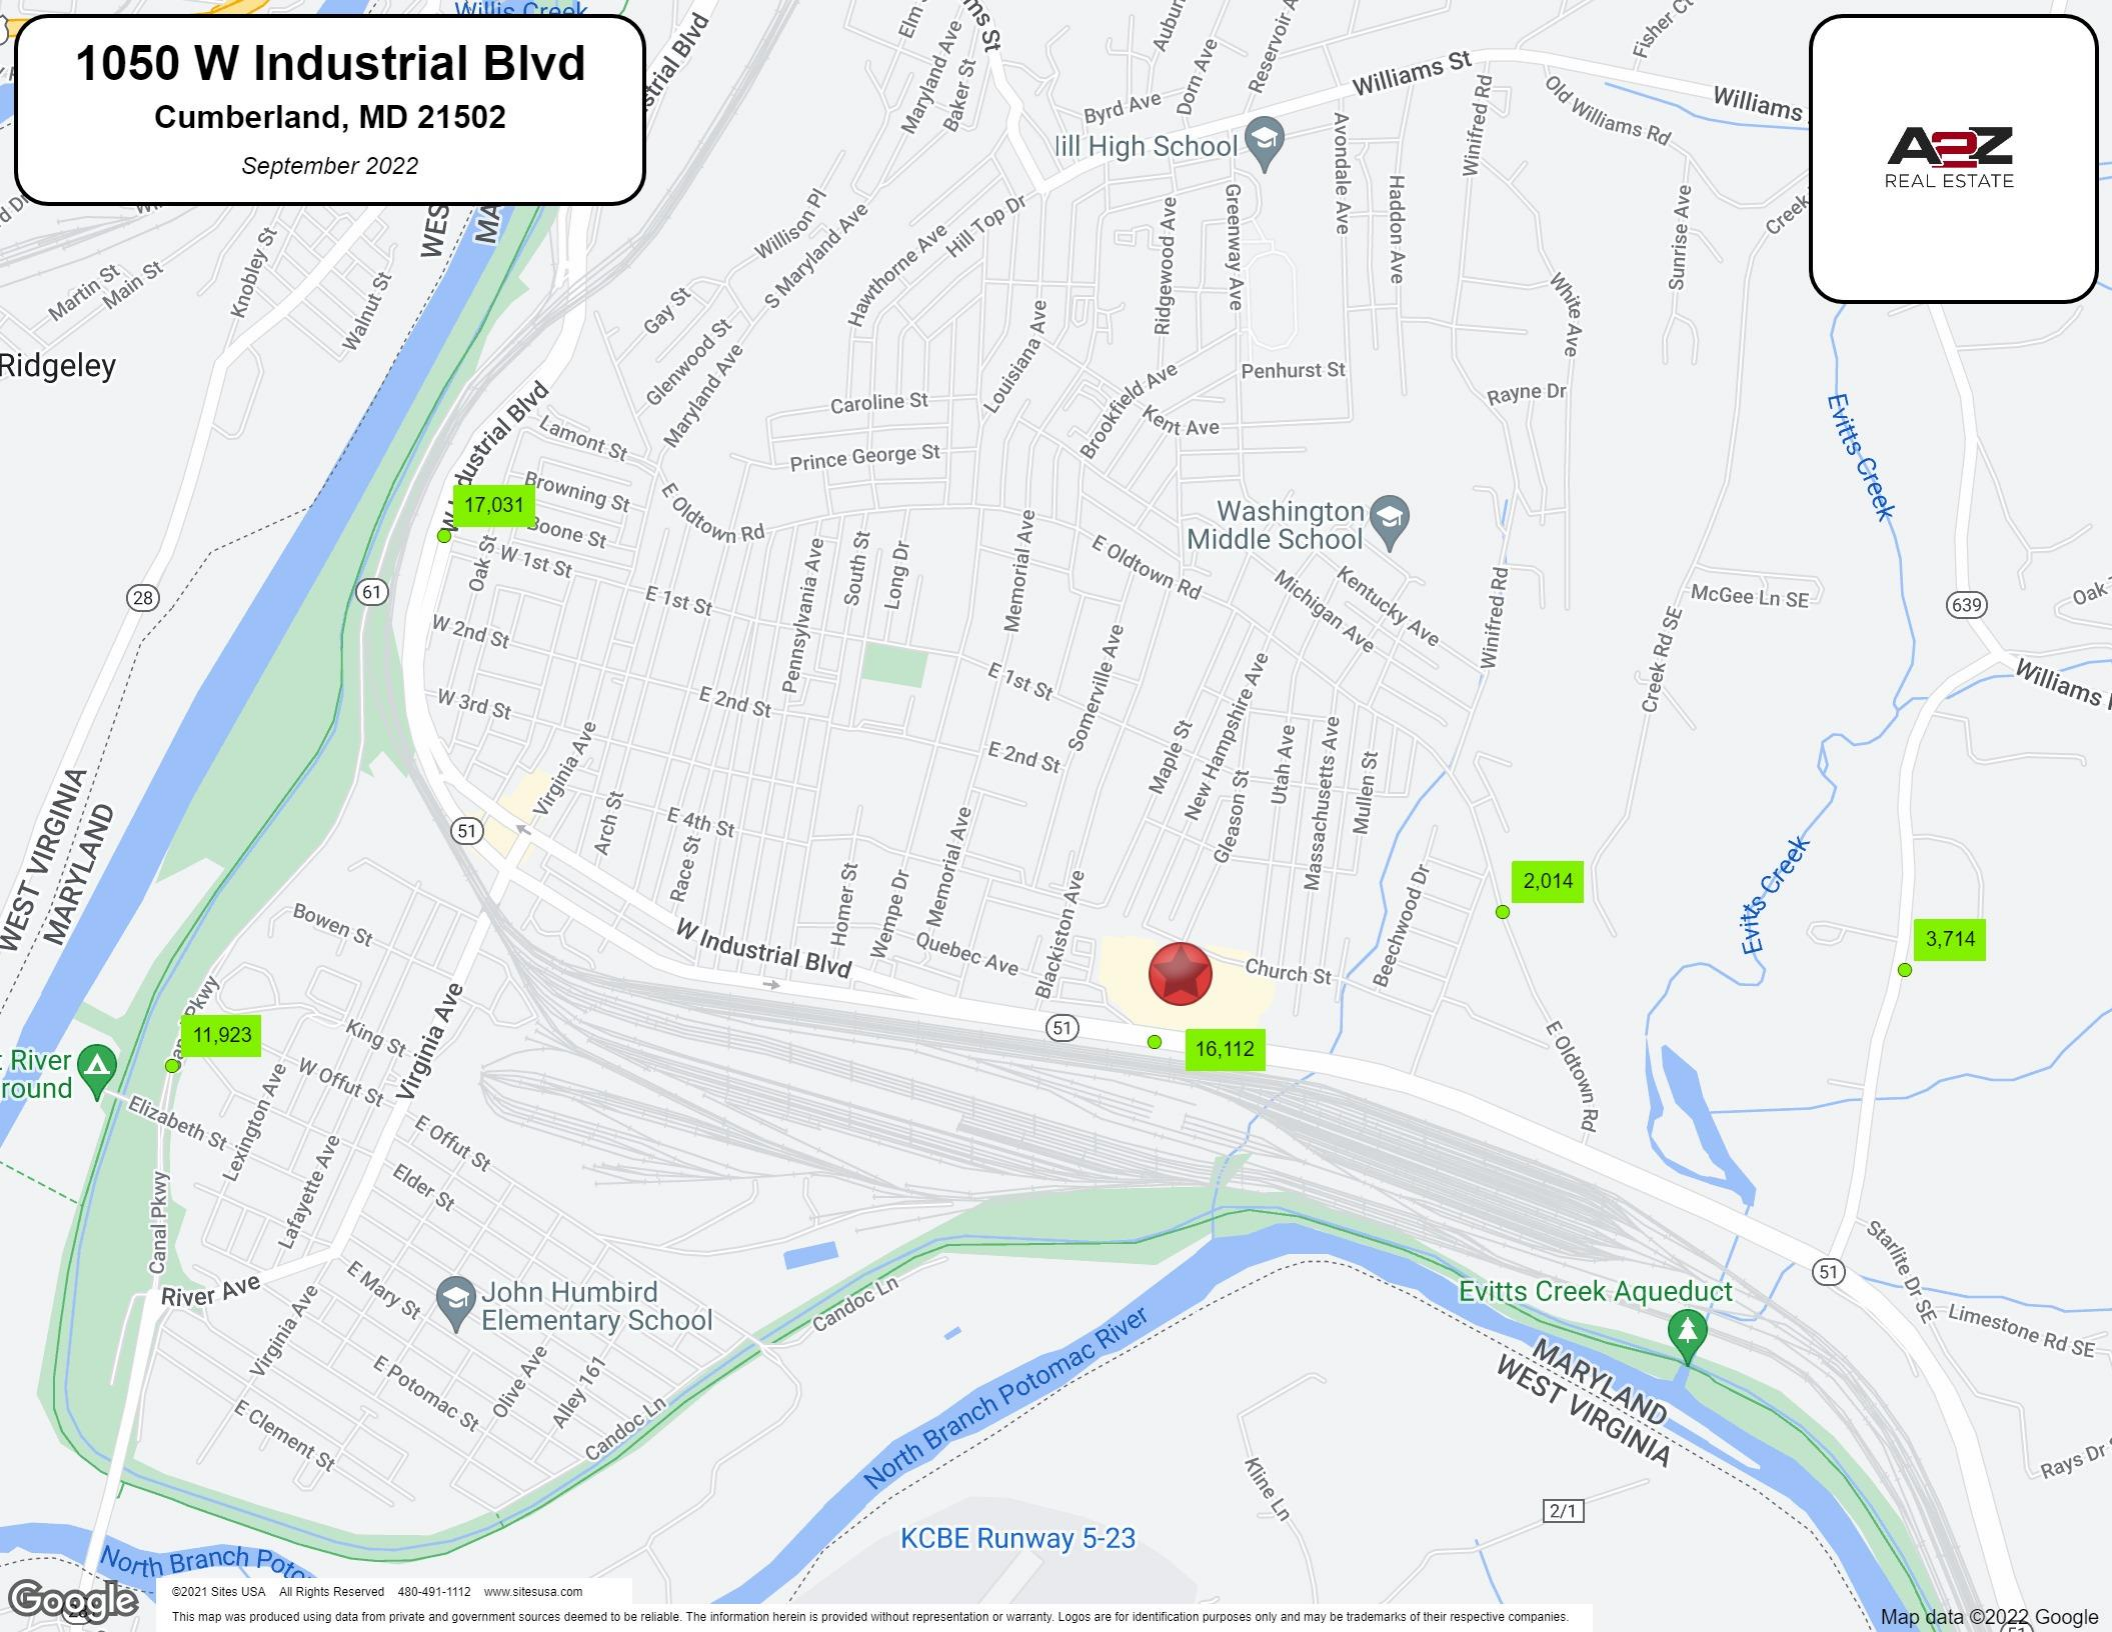 Willis Creek
1050 W Industrial Blvd
Cumberland, MD 21502
September 2022
A2Z
REAL ESTATE
strial Blvd
Elm
Maryland Ave
Baker St
ms St
Byrd Ave
Dorn Ave
Williams St
Winifred Rd
Old Williams Rd
Fisher Ct
Williams
ill High School
Avondale Ave
Haddon Ave
Greenway Ave
Ridgewood Ave
Sunrise Ave
Creek
WES
MA
Willison Pl
S Maryland Ave
Hawthorne Ave
Hill Top Dr
Knobley St
Martin St
Main St
Walnut St
Ridgeley
Gay St
Glenwood St
Maryland Ave
Louisiana Ave
Caroline St
Prince George St
Brookfield Ave
Kent Ave
Penhurst St
White Ave
Rayne Dr
Evitts Creek
W Industrial Blvd
Lamont St
Browning St
Boone St
17,031
E Oldtown Rd
W 1st St
Oak St
E 1st St
Pennsylvania Ave
South St
Long Dr
Memorial Ave
E Oldtown Rd
Washington
Middle School
Michigan Ave
Kentucky Ave
Winifred Rd
McGee Ln SE
Creek Rd SE
639
Oak
Williams
28
61
W 2nd St
W 3rd St
E 2nd St
E 1st St
E 2nd St
Somerville Ave
Maple St
New Hampshire Ave
Gleason St
Utah Ave
Massachusetts Ave
Mullen St
WEST VIRGINIA
MARYLAND
51
Virginia Ave
Arch St
E 4th St
Race St
Homer St
Wempe Dr
Memorial Ave
Blackiston Ave
Quebec Ave
W Industrial Blvd
Church St
Beechwood Dr
2,014
3,714
Evitts Creek
E Oldtown Rd
Bowen St
Virginia Ave
King St
W Offut St
11,923
River
round
Elizabeth St
Canal Pkwy
Lexington Ave
Lafayette Ave
E Offut St
Elder St
51
16,112
River Ave
Virginia Ave
E Mary St
John Humbird
Elementary School
E Potomac St
Olive Ave
Alley 161
E Clement St
Candoc Ln
Candoc Ln
North Branch Potomac River
Evitts Creek Aqueduct
MARYLAND
WEST VIRGINIA
51
Starlite Dr SE
Limestone Rd SE
Rays Dr
Kline Ln
2/1
KCBE Runway 5-23
North Branch Poto
Google
©2021 Sites USA All Rights Reserved 480-491-1112 www.sitesusa.com
This map was produced using data from private and government sources deemed to be reliable. The information herein is provided without representation or warranty. Logos are for identification purposes only and may be trademarks of their respective companies.
Map data ©2022 Google